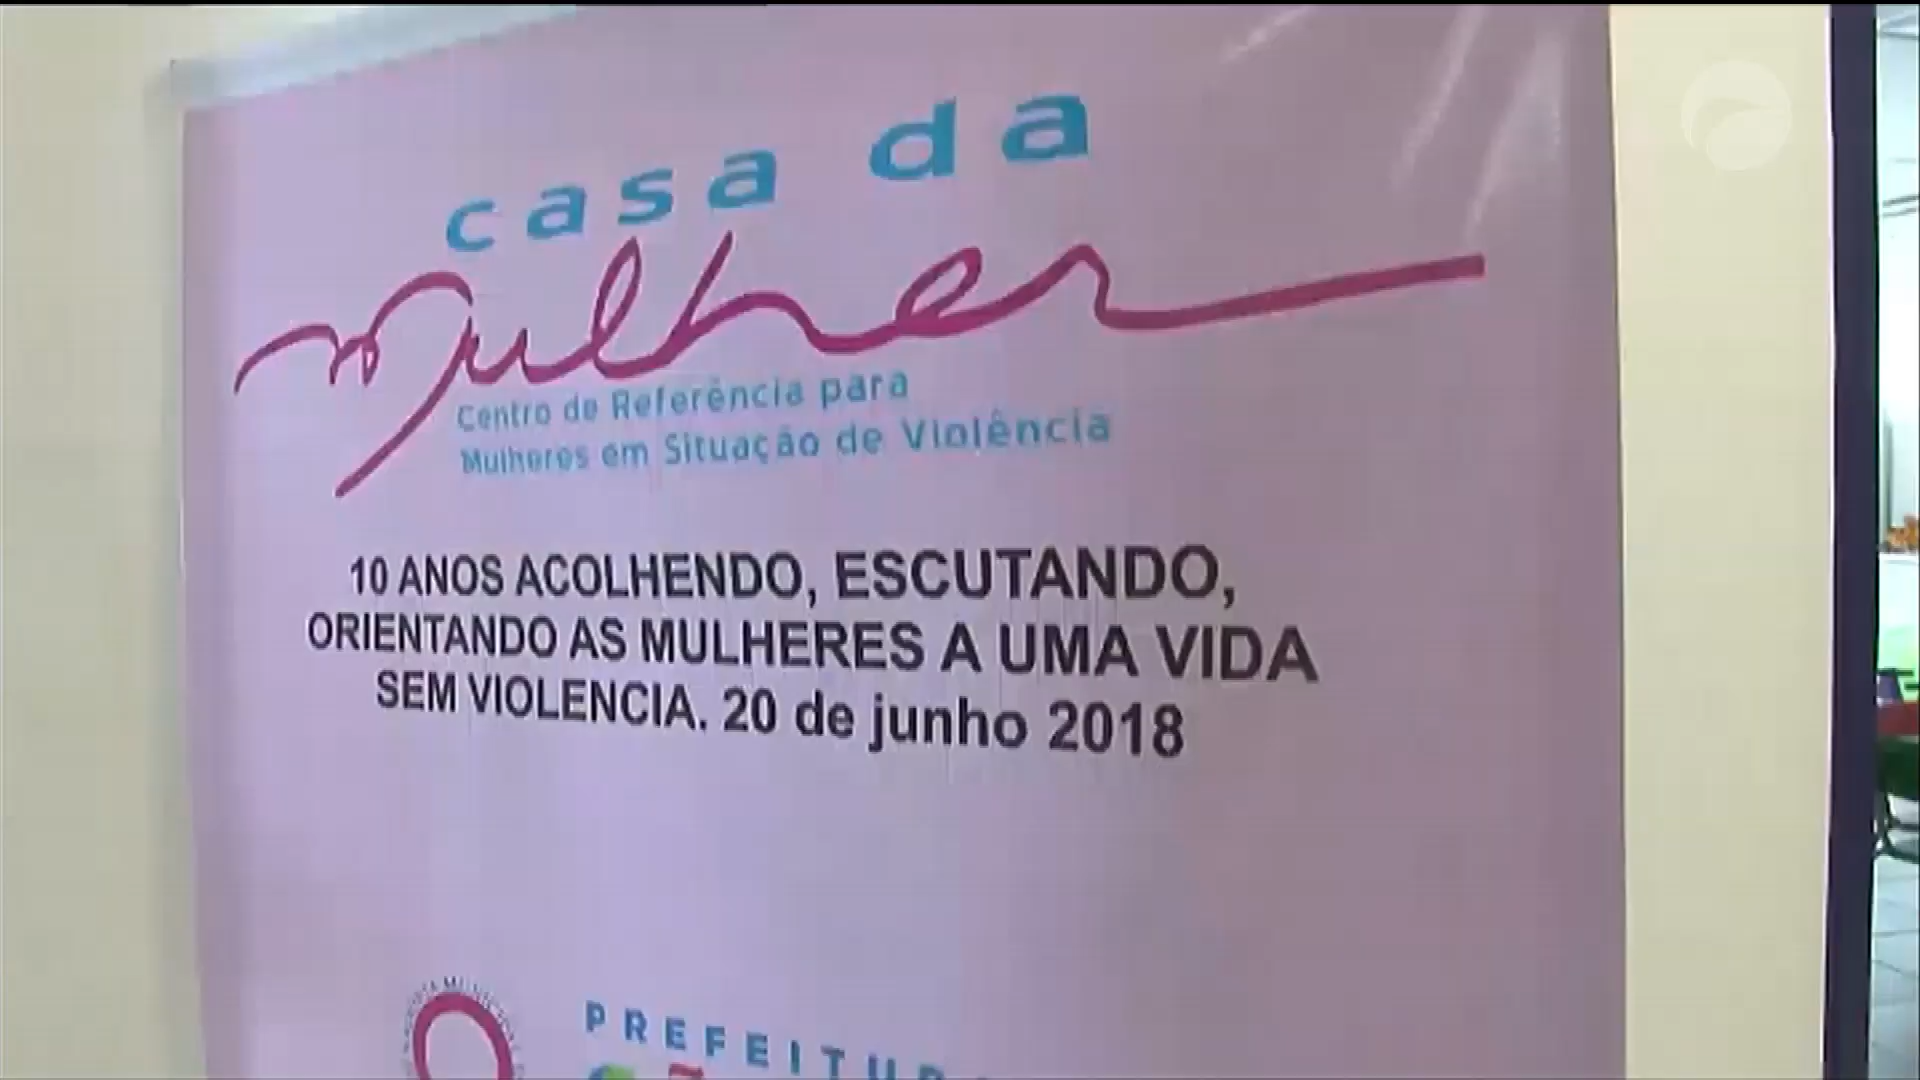 casa da
Mulher
Centro de Referência para
Mulheres em Situação de Violência
10 ANOS ACOLHENDO, ESCUTANDO,
ORIENTANDO AS MULHERES A UMA VIDA
SEM VIOLENCIA. 20 de junho 2018